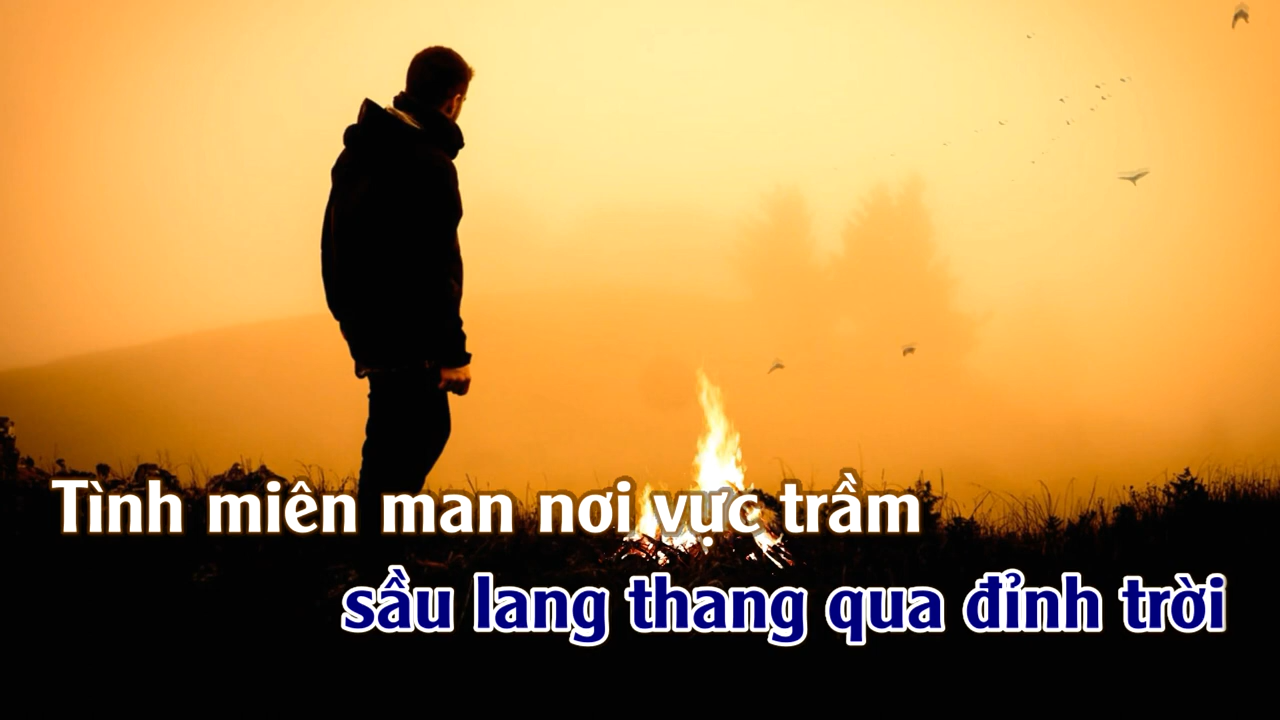 Tình miên man nơi vực trầm
sầu lang thang qua đỉnh trời